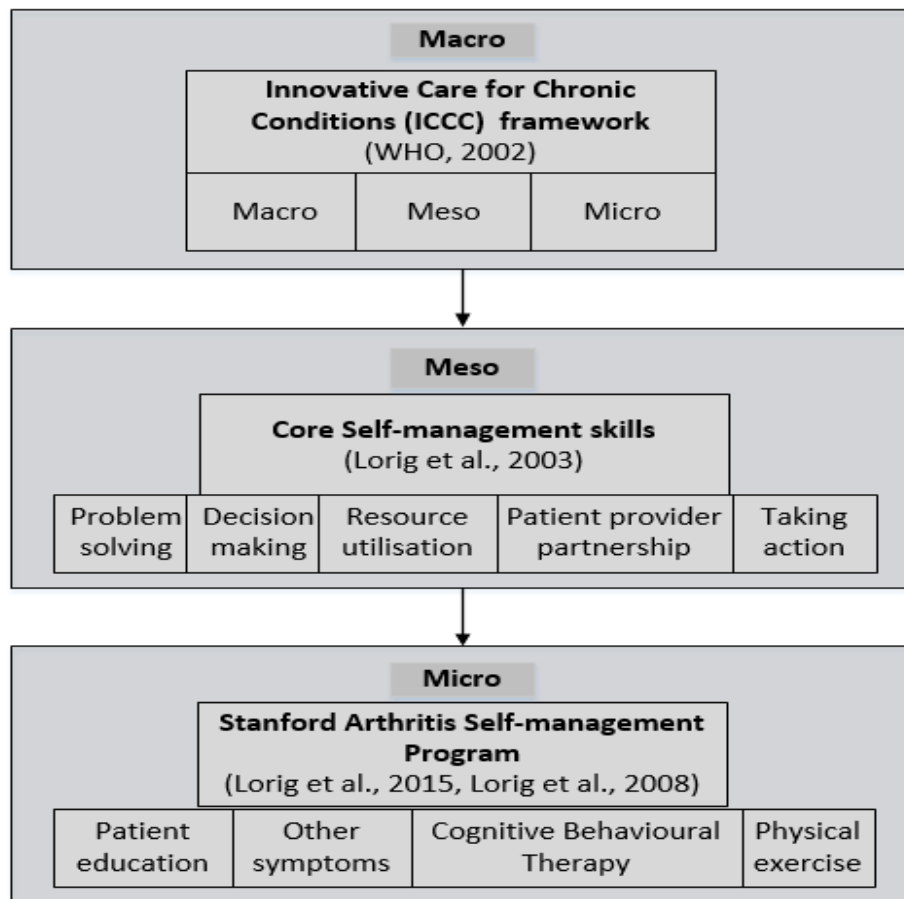 Macro
Innovative Care for Chronic
Conditions (ICCC) framework
(WHO, 2002)
Macro
Meso
Micro
Meso
Core Self-management skills
(Lorig et al., 2003)
Problem
solving
Decision
making
Resource
utilisation
Patient provider
partnership
Taking
action
Micro
Stanford Arthritis Self-management
Program
(Lorig et al., 2015, Lorig et al., 2008)
Patient
education
Other
symptoms
Cognitive Behavioural
Therapy
Physical
exercise